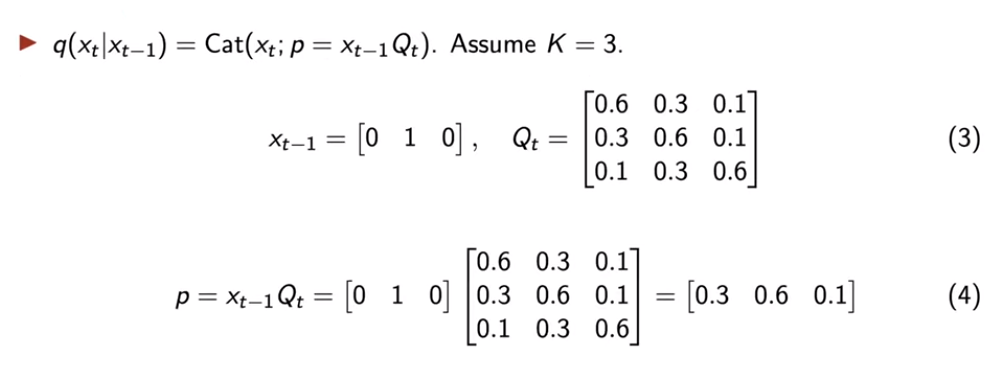 ▶ q(x_t|x_{t−1}) = Cat(x_t; p = x_{t−1}Q_t). Assume K = 3.
x_{t−1} = [0 1 0], Q_t = [0.6 0.3 0.1
0.3 0.6 0.1
0.1 0.3 0.6] (3)
p = x_{t−1}Q_t = [0 1 0] [0.6 0.3 0.1
0.3 0.6 0.1
0.1 0.3 0.6] = [0.3 0.6 0.1] (4)